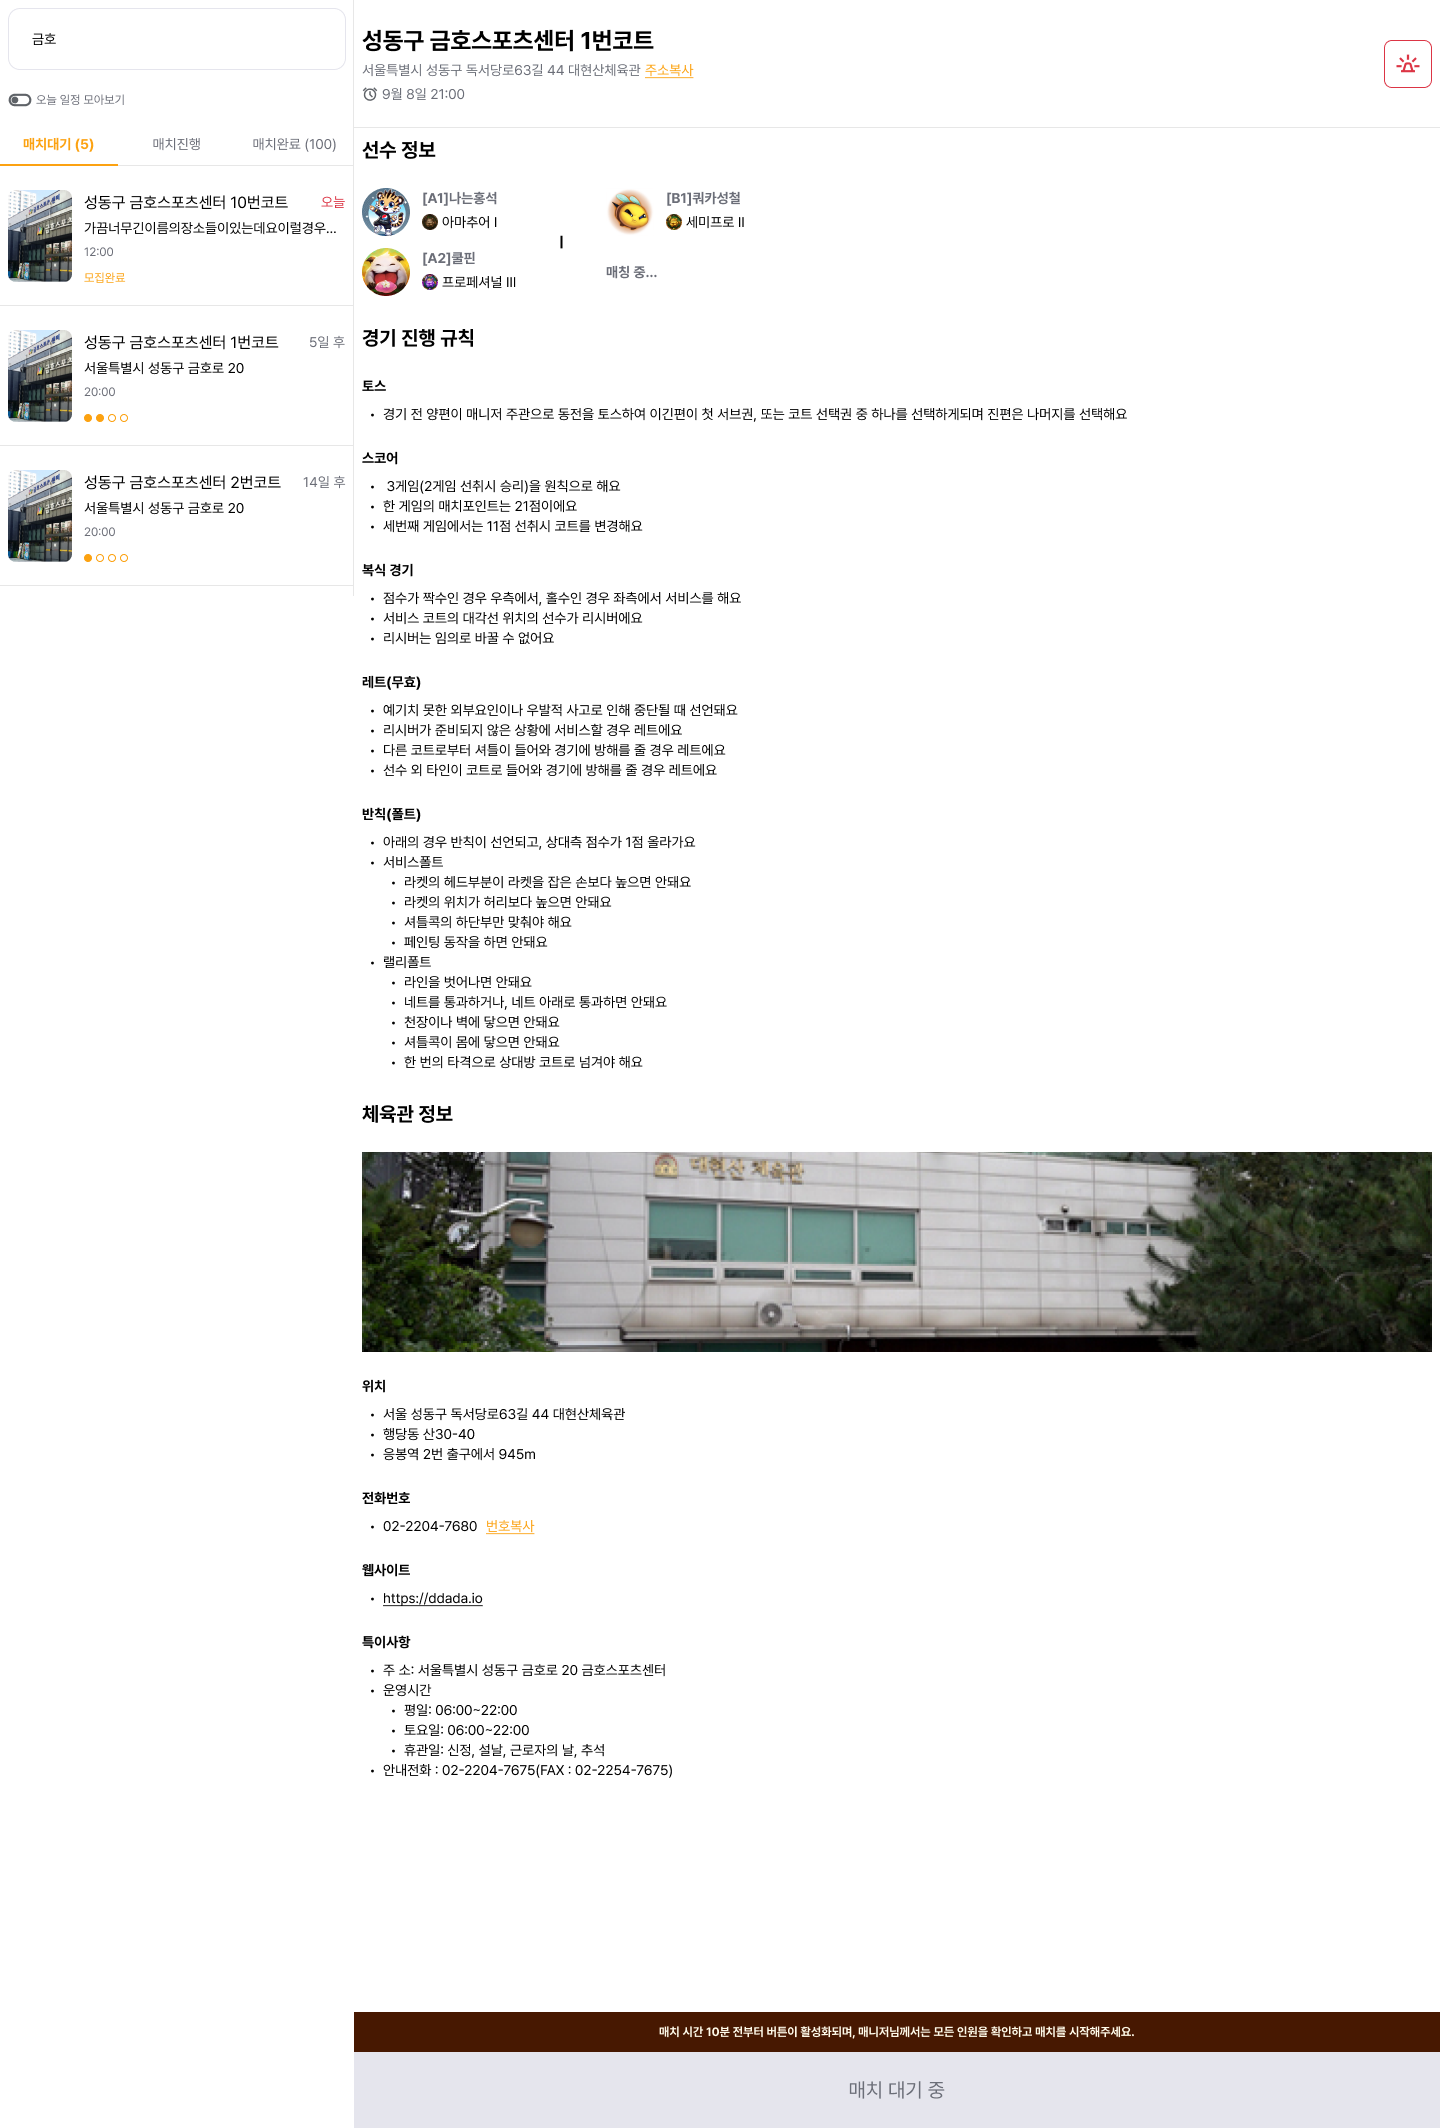 금호
오늘 일정 모아보기
매치대기 (5)
매치진행
매치완료 (100)
성동구 금호스포츠센터 10번코트
오늘
가끔너무긴이름의장소들이있는데요이럴경우...
12:00
모집완료
성동구 금호스포츠센터 1번코트
5일 후
서울특별시 성동구 금호로 20
20:00
성동구 금호스포츠센터 2번코트
14일 후
서울특별시 성동구 금호로 20
20:00
성동구 금호스포츠센터 1번코트
서울특별시 성동구 독서당로63길 44 대현산체육관 주소복사
9월 8일 21:00
선수 정보
[A1]나는홍석
아마추어 I
[A2]쿨핀
프로페셔널 III
[B1]쿼카성철
세미프로 II
매칭 중...
경기 진행 규칙
토스
• 경기 전 양편이 매니저 주관으로 동전을 토스하여 이긴편이 첫 서브권, 또는 코트 선택권 중 하나를 선택하게되며 진편은 나머지를 선택해요
스코어
• 3게임(2게임 선취시 승리)을 원칙으로 해요
• 한 게임의 매치포인트는 21점이에요
• 세번째 게임에서는 11점 선취시 코트를 변경해요
복식 경기
• 점수가 짝수인 경우 우측에서, 홀수인 경우 좌측에서 서비스를 해요
• 서비스 코트의 대각선 위치의 선수가 리시버에요
• 리시버는 임의로 바꿀 수 없어요
레트(무효)
• 예기치 못한 외부요인이나 우발적 사고로 인해 중단될 때 선언돼요
• 리시버가 준비되지 않은 상황에 서비스할 경우 레트에요
• 다른 코트로부터 셔틀이 들어와 경기에 방해를 줄 경우 레트에요
• 선수 외 타인이 코트로 들어와 경기에 방해를 줄 경우 레트에요
반칙(폴트)
• 아래의 경우 반칙이 선언되고, 상대측 점수가 1점 올라가요
• 서비스폴트
• 라켓의 헤드부분이 라켓을 잡은 손보다 높으면 안돼요
• 라켓의 위치가 허리보다 높으면 안돼요
• 셔틀콕의 하단부만 맞춰야 해요
• 페인팅 동작을 하면 안돼요
• 랠리폴트
• 라인을 벗어나면 안돼요
• 네트를 통과하거나, 네트 아래로 통과하면 안돼요
• 천장이나 벽에 닿으면 안돼요
• 셔틀콕이 몸에 닿으면 안돼요
• 한 번의 타격으로 상대방 코트로 넘겨야 해요
체육관 정보
대현산 체육관
위치
• 서울 성동구 독서당로63길 44 대현산체육관
• 행당동 산30-40
• 응봉역 2번 출구에서 945m
전화번호
• 02-2204-7680 번호복사
웹사이트
• https://ddada.io
특이사항
• 주 소: 서울특별시 성동구 금호로 20 금호스포츠센터
• 운영시간
• 평일: 06:00~22:00
• 토요일: 06:00~22:00
• 휴관일: 신정, 설날, 근로자의 날, 추석
• 안내전화 : 02-2204-7675(FAX : 02-2254-7675)
매치 시간 10분 전부터 버튼이 활성화되며, 매니저님께서는 모든 인원을 확인하고 매치를 시작해주세요.
매치 대기 중